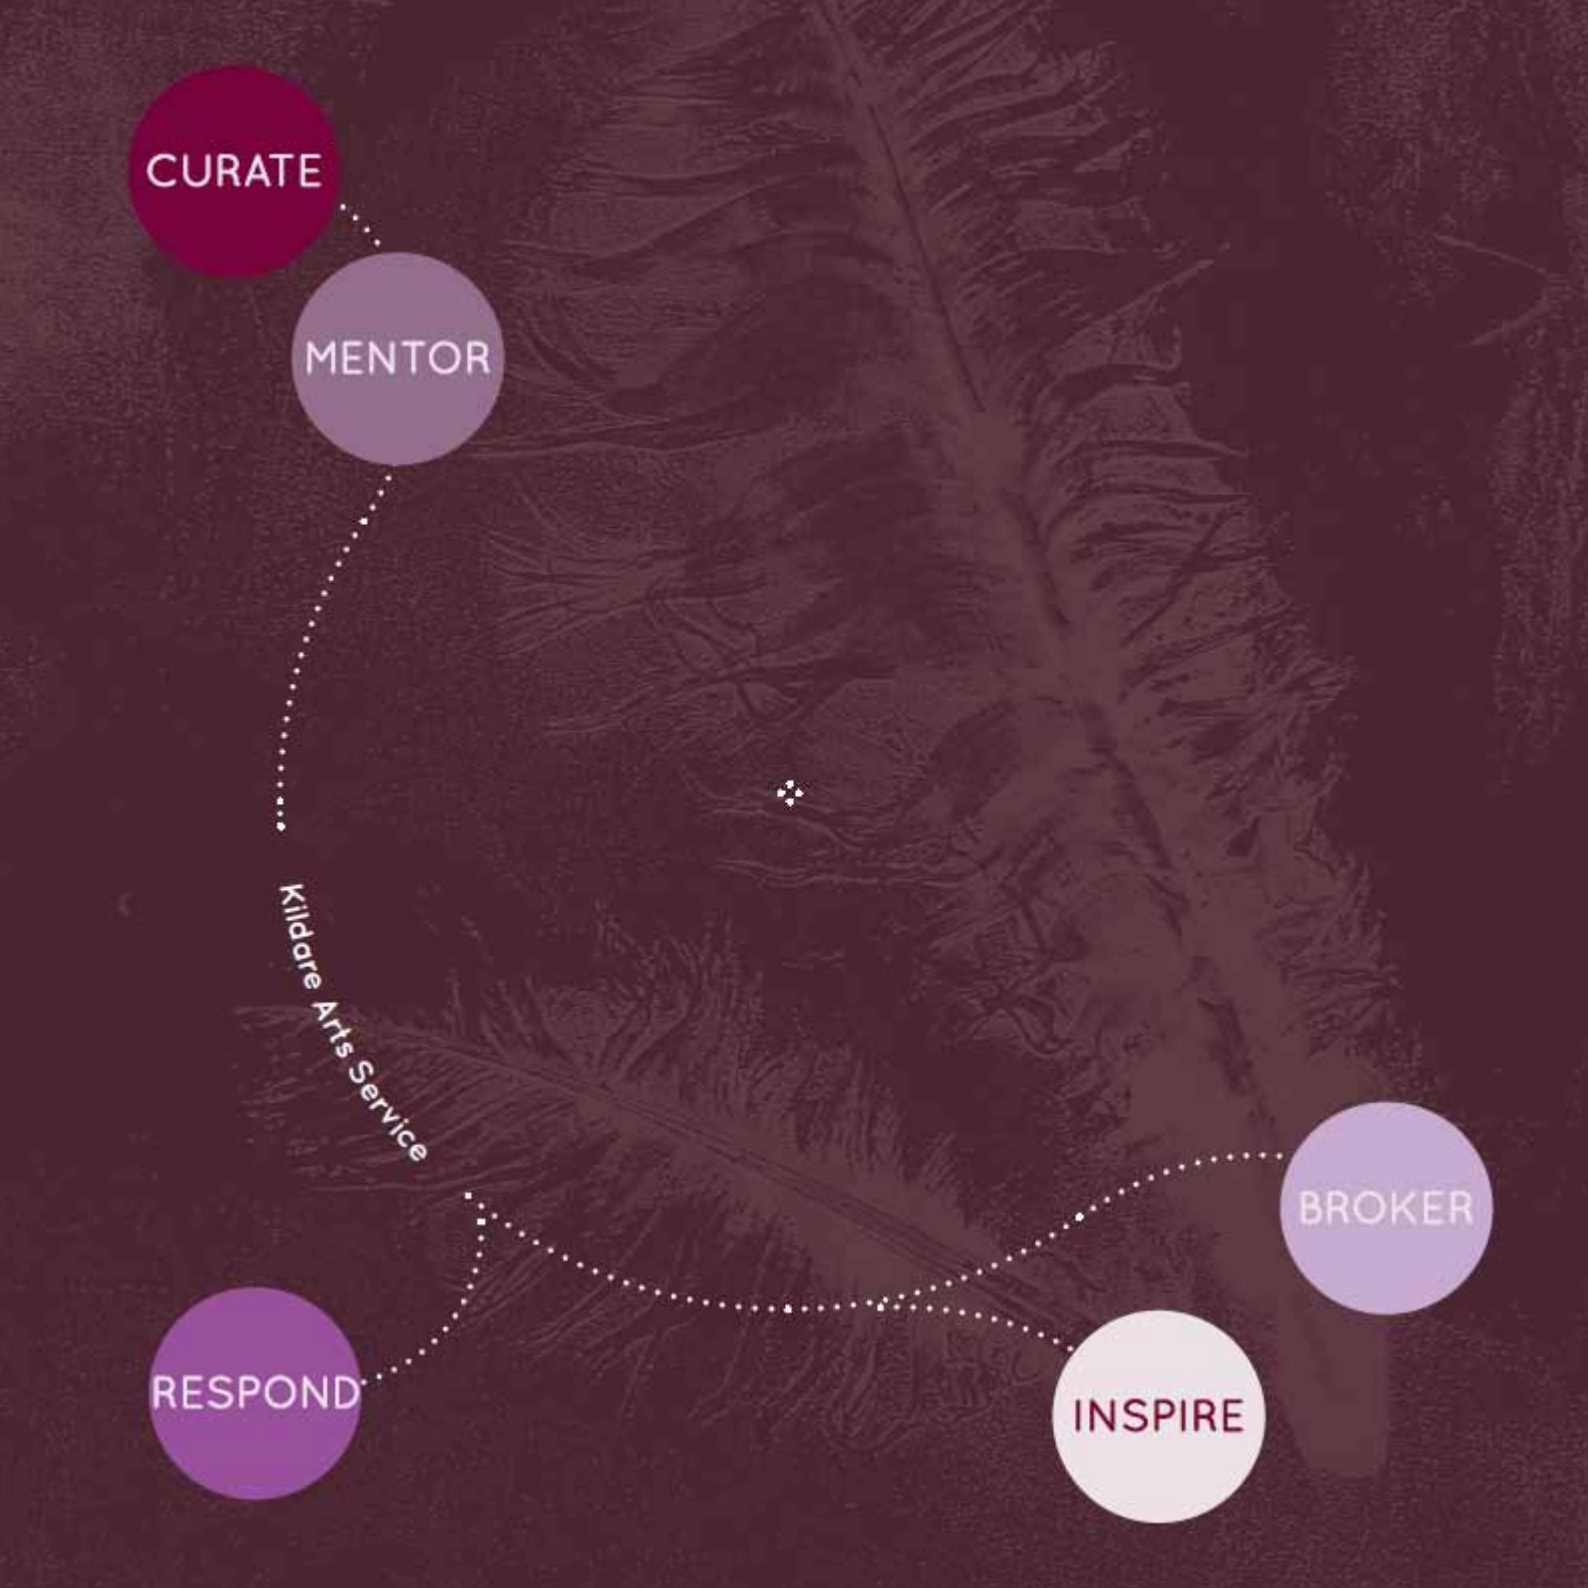 CURATE
MENTOR
Kildare Arts Service
BROKER
RESPOND
INSPIRE